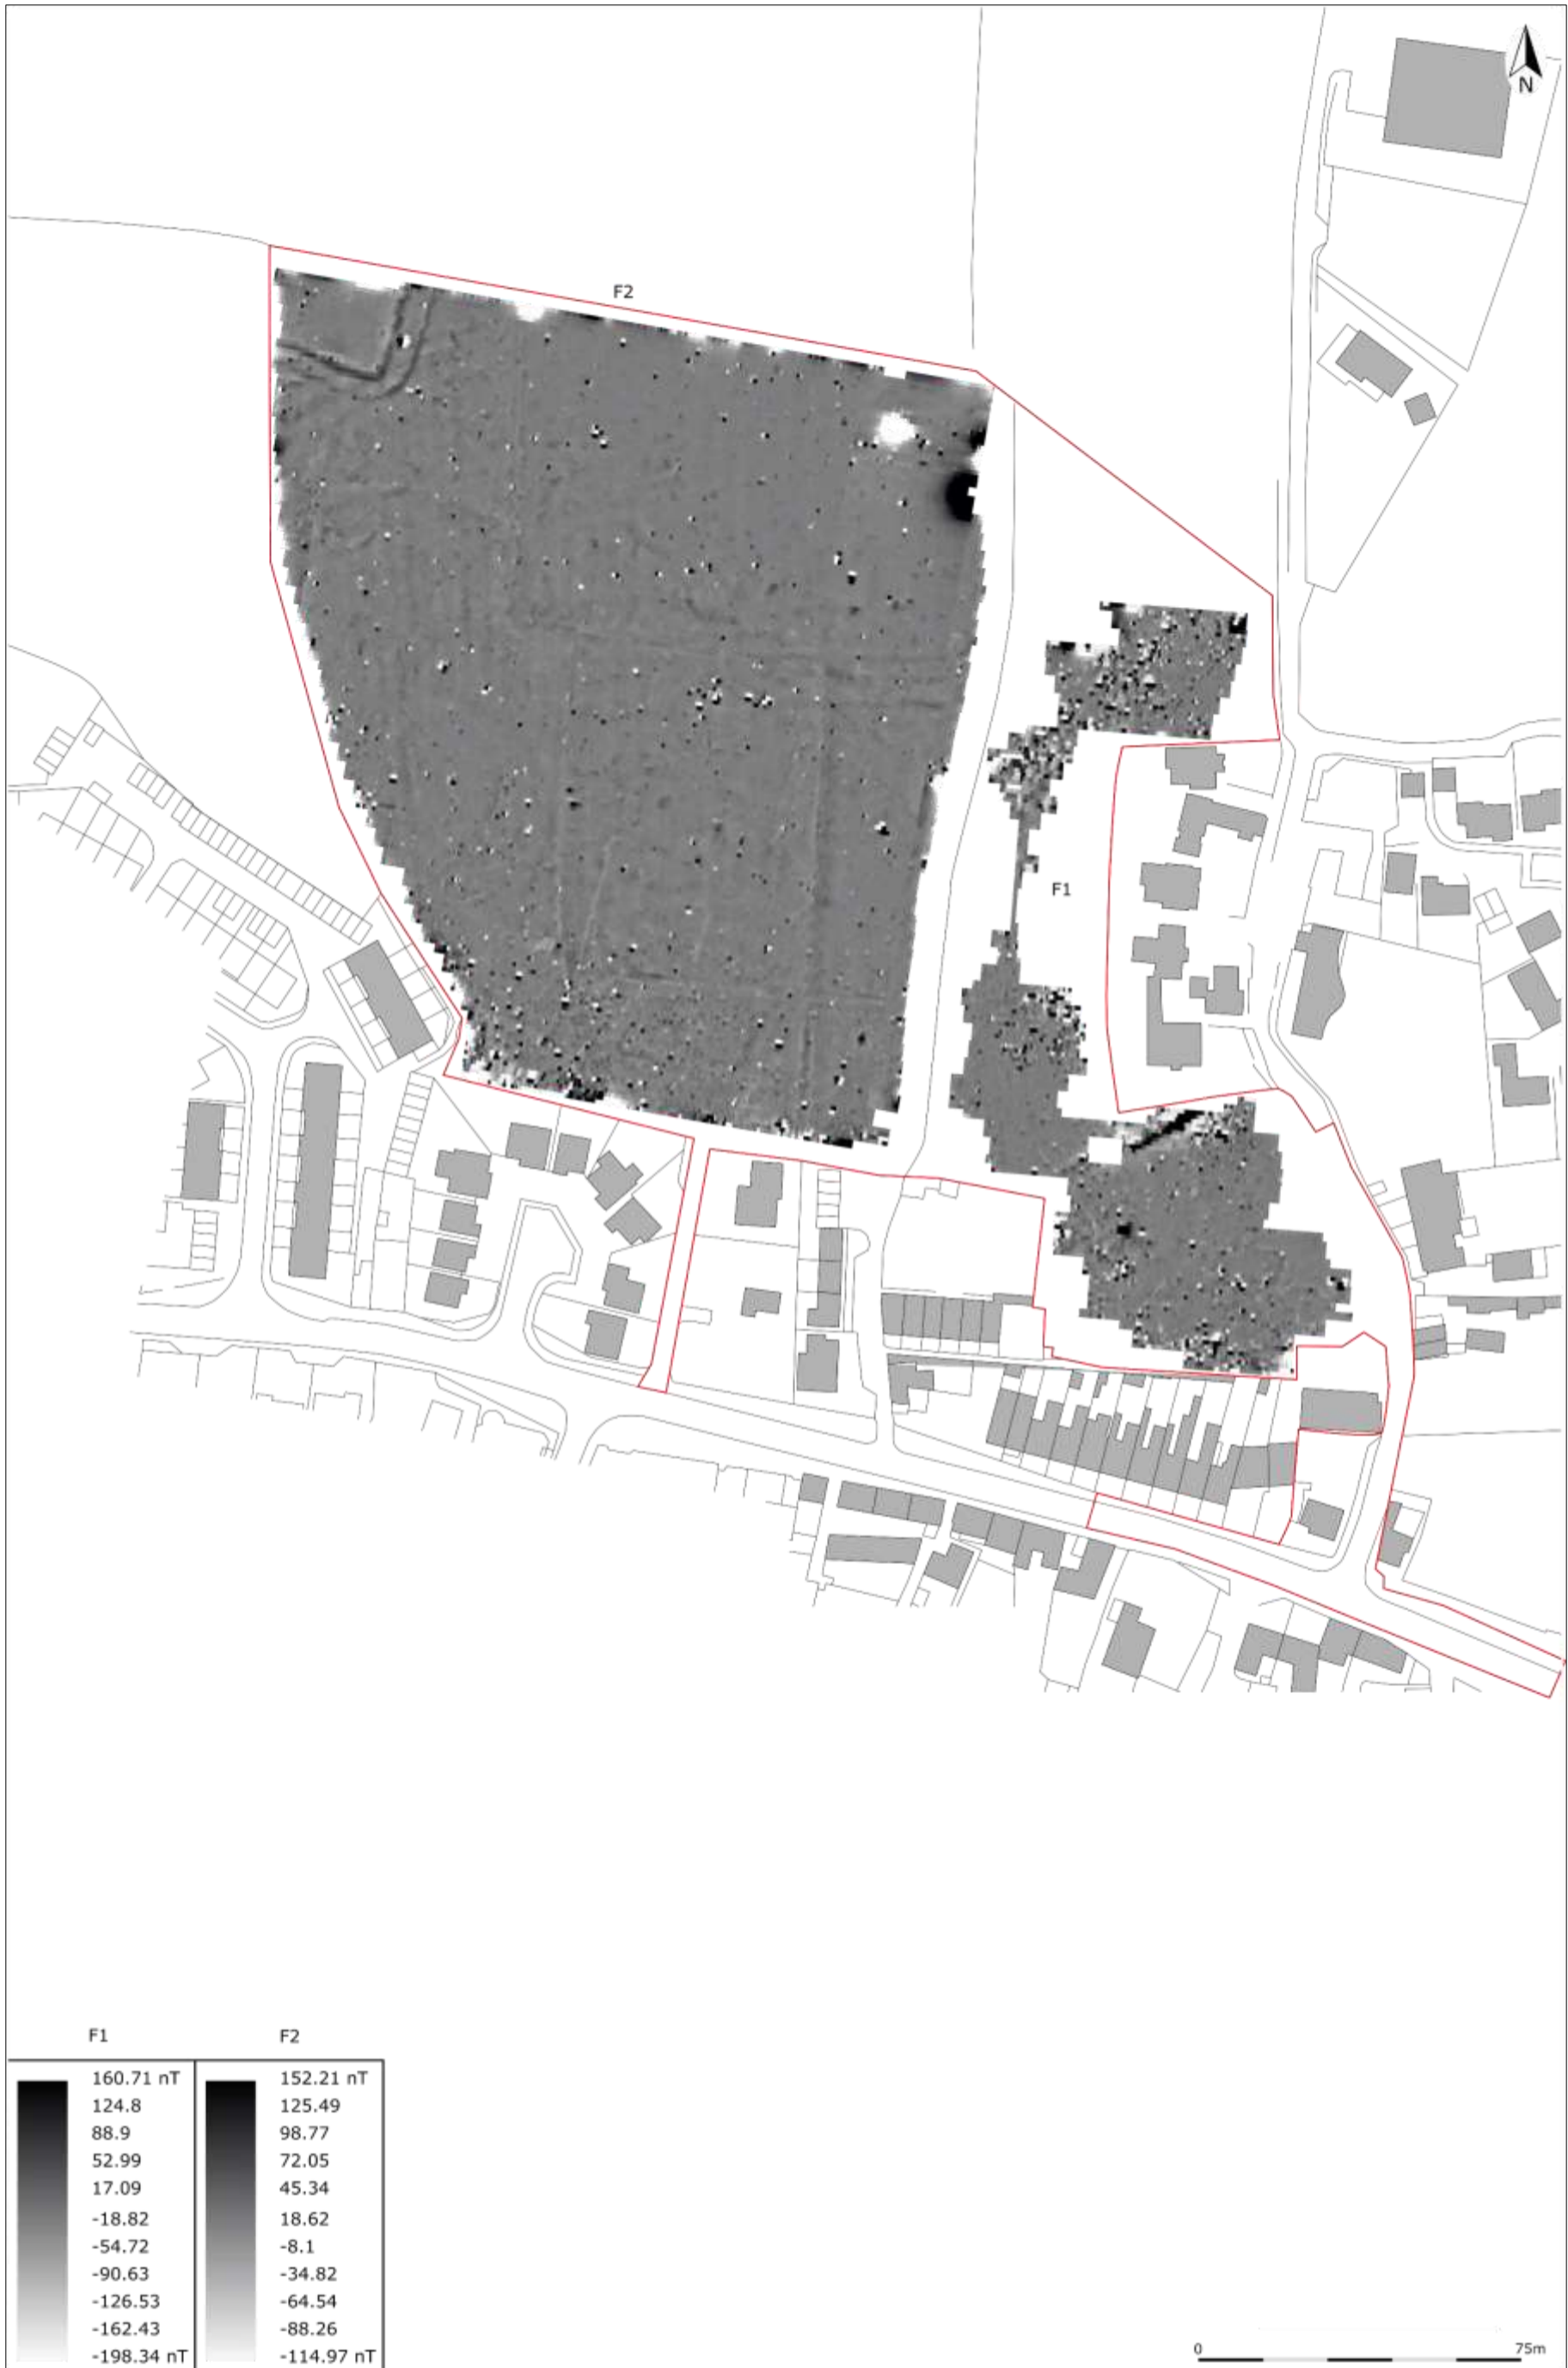 N
F2
F1
F1 F2
160.71 nT 152.21 nT
124.8 125.49
88.9 98.77
52.99 72.05
17.09 45.34
-18.82 18.62
-54.72 -8.1
-90.63 -34.82
-126.53 -64.54
-162.43 -88.26
-198.34 nT -114.97 nT
0 75m